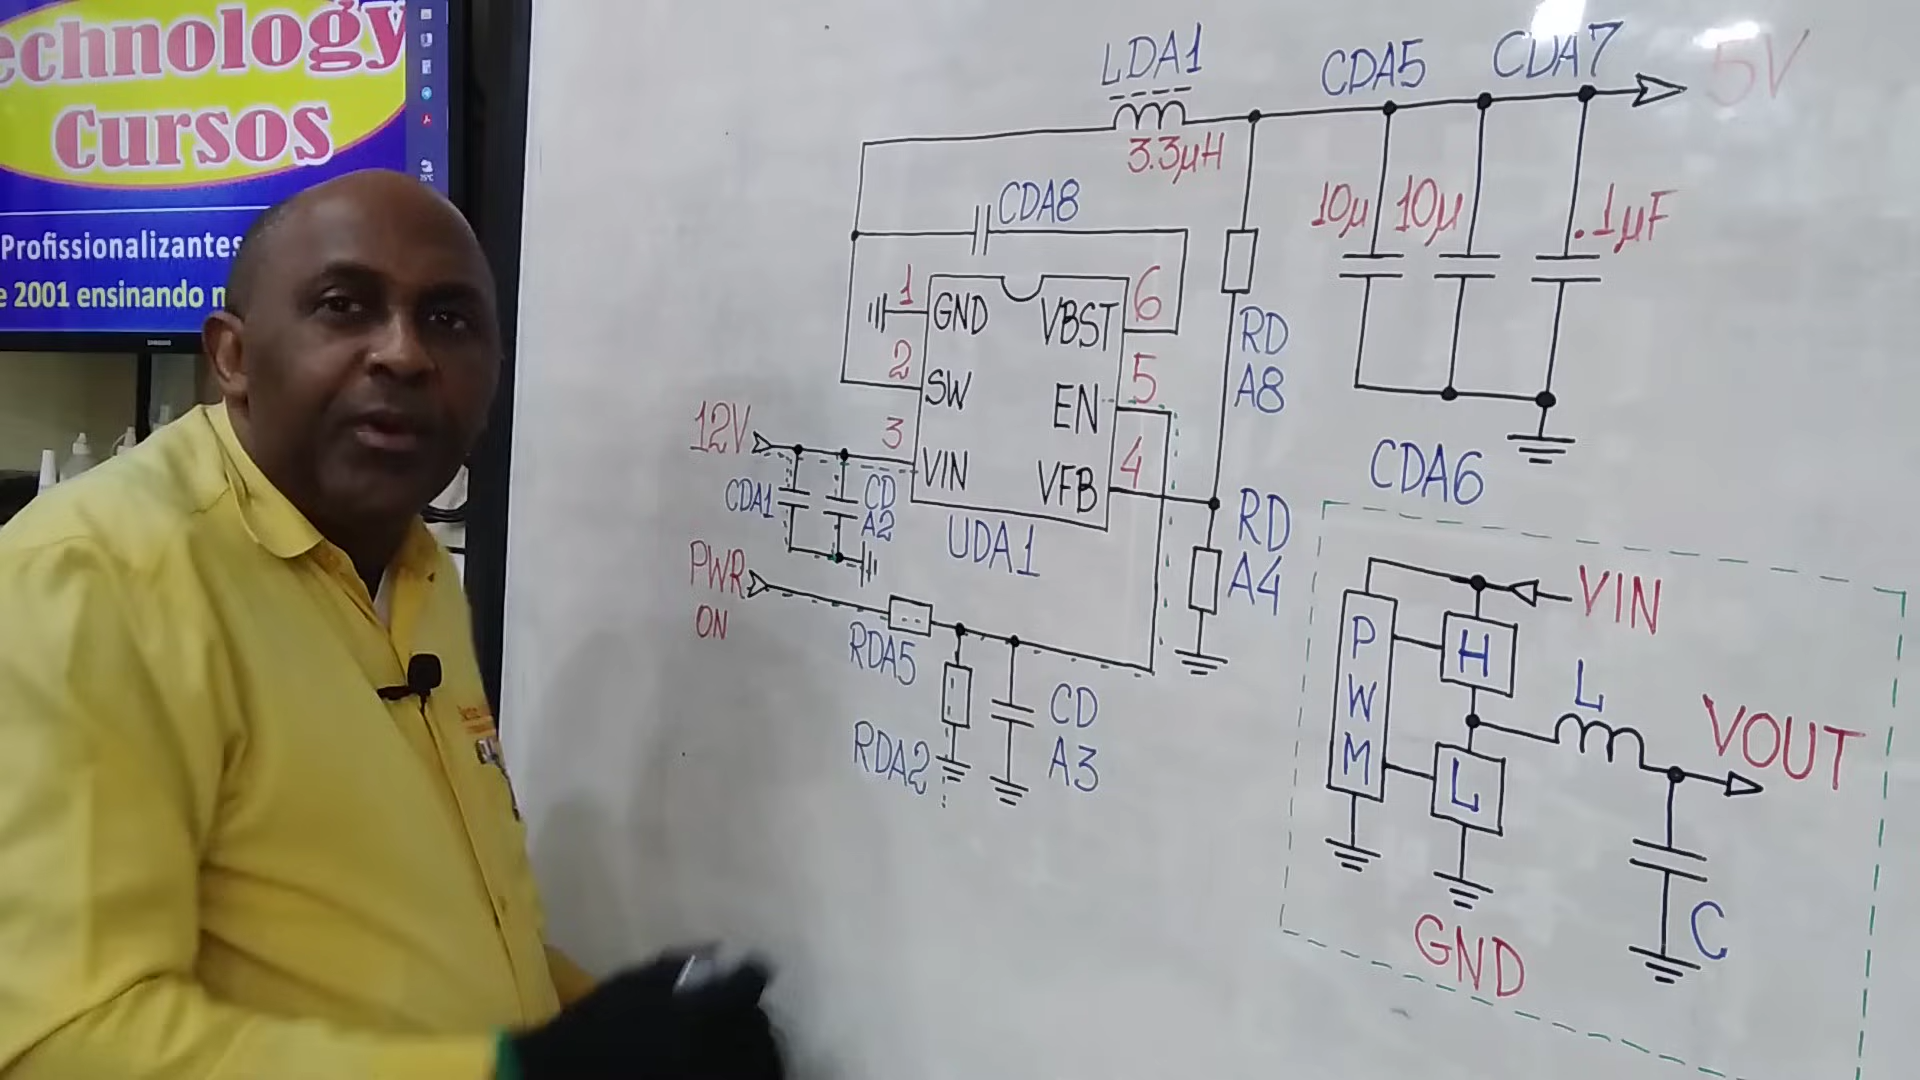 echnology
Cursos
Profissionalizantes
e 2001 ensinando
SAMSUNG
LDA1
3.3µH
CDA5
CDA7
5V
CDA8
10µ
10µ
.1µF
1
GND
VBST
6
2
SW
EN
5
12V
3
VIN
VFB
4
CDA1
CD
A2
UDA1
RD
A8
RD
A4
CDA6
PWR
ON
RDA5
RDA2
CD
A3
PWM
H
VIN
L
L
VOUT
GND
C